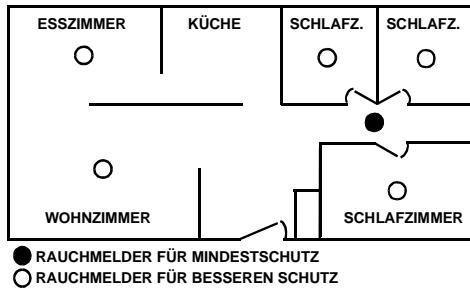 ESSZIMMER KÜCHE SCHLAFZ. SCHLAFZ.
WOHNZIMMER SCHLAFZIMMER
RAUCHMELDER FÜR MINDESTSCHUTZ
RAUCHMELDER FÜR BESSEREN SCHUTZ